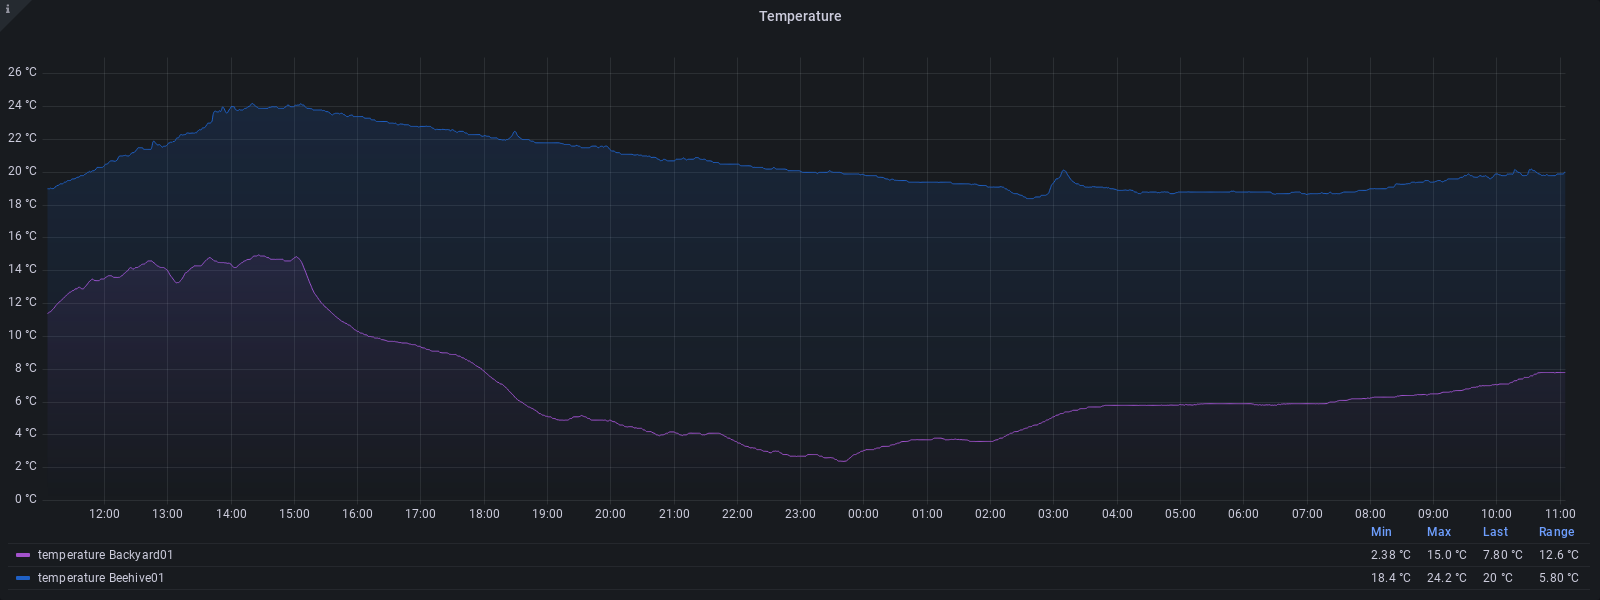 i
Temperature
26 °C
24 °C
22 °C
20 °C
18 °C
16 °C
14 °C
12 °C
10 °C
8 °C
6 °C
4 °C
2 °C
0 °C
12:00 13:00 14:00 15:00 16:00 17:00 18:00 19:00 20:00 21:00 22:00 23:00 00:00 01:00 02:00 03:00 04:00 05:00 06:00 07:00 08:00 09:00 10:00 11:00
Min Max Last Range
temperature Backyard01 2.38 °C 15.0 °C 7.80 °C 12.6 °C
temperature Beehive01 18.4 °C 24.2 °C 20 °C 5.80 °C